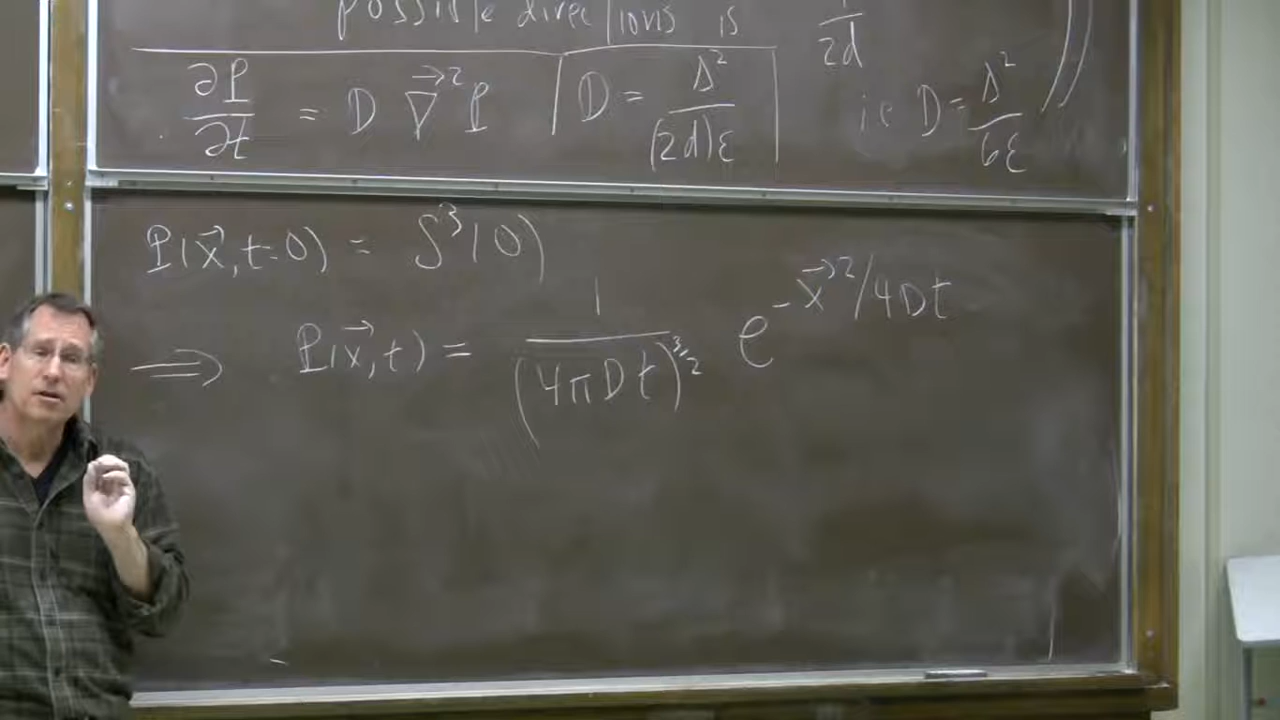 possible directions is 1/2d
∂P/∂t = D ∇⃗² P | D = Δ²/(2d)ε
ie D = Δ²/6ε ))
P(x⃗, t=0) = δ³(0)
⟹ P(x⃗, t) = 1/(4πDt)^{3/2} e^{-x⃗²/4Dt}